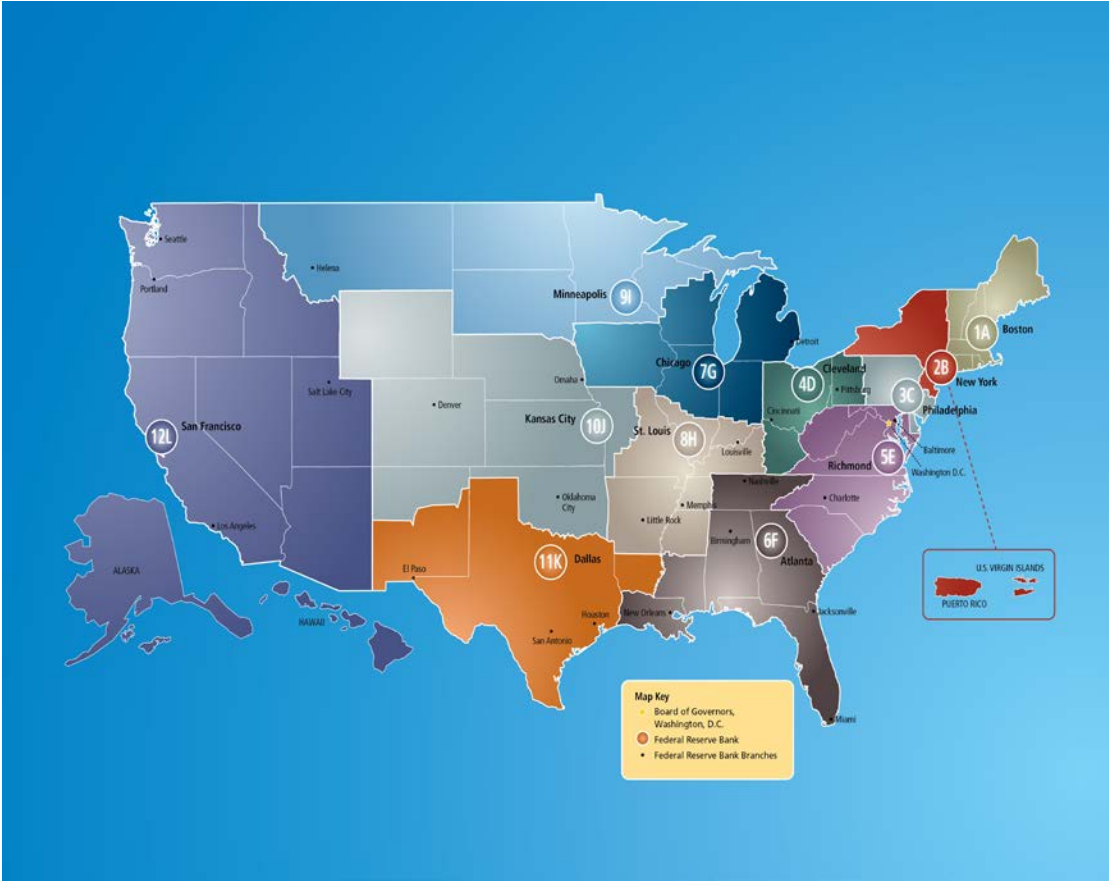 Seattle
Portland
Helena
Minneapolis
9I
1A
Boston
Detroit
Chicago
7G
Cleveland
4D
Pittsburg
2B
New York
3C
Philadelphia
Salt Lake City
Omaha
Denver
Kansas City
10J
Cincinnati
12L
San Francisco
St. Louis
8H
Louisville
Richmond
5E
Baltimore
Washington D.C.
Oklahoma
City
Nashville
Memphis
Charlotte
Los Angeles
Little Rock
Birmingham
6F
Atlanta
11K
Dallas
El Paso
ALASKA
HAWAII
Houston
San Antonio
New Orleans
Jacksonville
Miami
U.S. VIRGIN ISLANDS
PUERTO RICO
Map Key
Board of Governors,
Washington, D.C.
Federal Reserve Bank
Federal Reserve Bank Branches